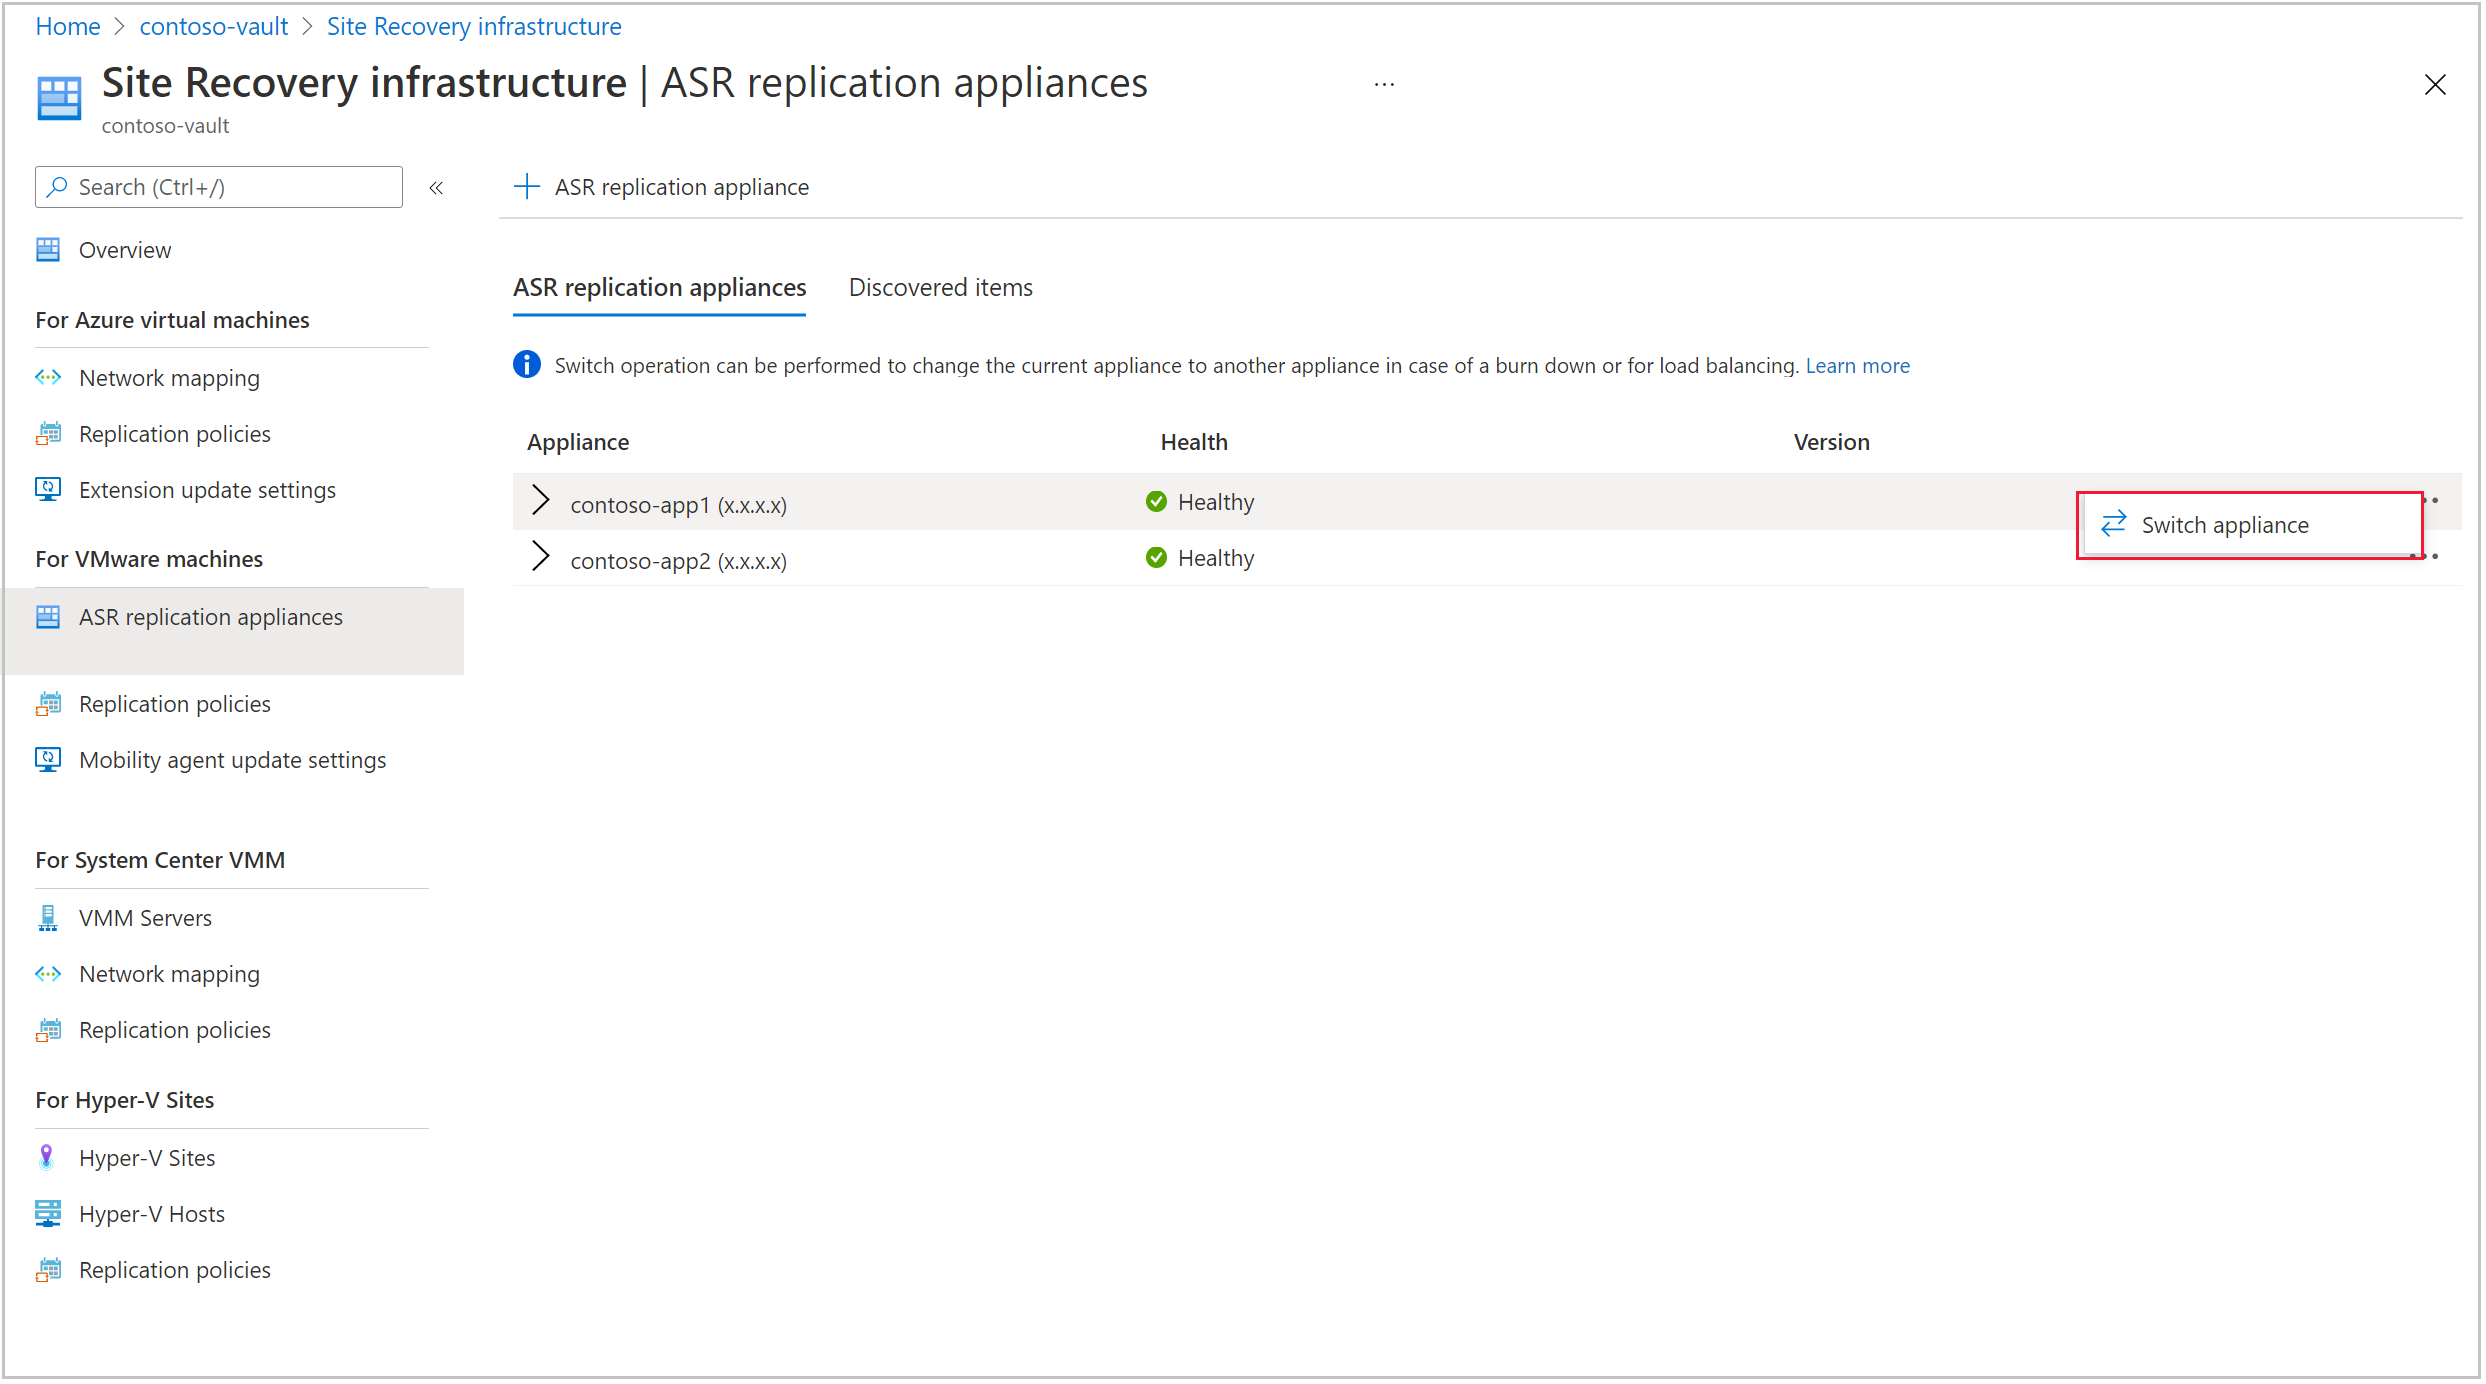 Home > contoso-vault > Site Recovery infrastructure
Site Recovery infrastructure | ASR replication appliances ...
contoso-vault
Search (Ctrl+/) «
+ ASR replication appliance
Overview
For Azure virtual machines
Network mapping
Replication policies
Extension update settings
For VMware machines
ASR replication appliances
Replication policies
Mobility agent update settings
For System Center VMM
VMM Servers
Network mapping
Replication policies
For Hyper-V Sites
Hyper-V Sites
Hyper-V Hosts
Replication policies
ASR replication appliances Discovered items
Switch operation can be performed to change the current appliance to another appliance in case of a burn down or for load balancing. Learn more
Appliance Health Version
contoso-app1 (x.x.x.x) Healthy
Switch appliance
contoso-app2 (x.x.x.x) Healthy